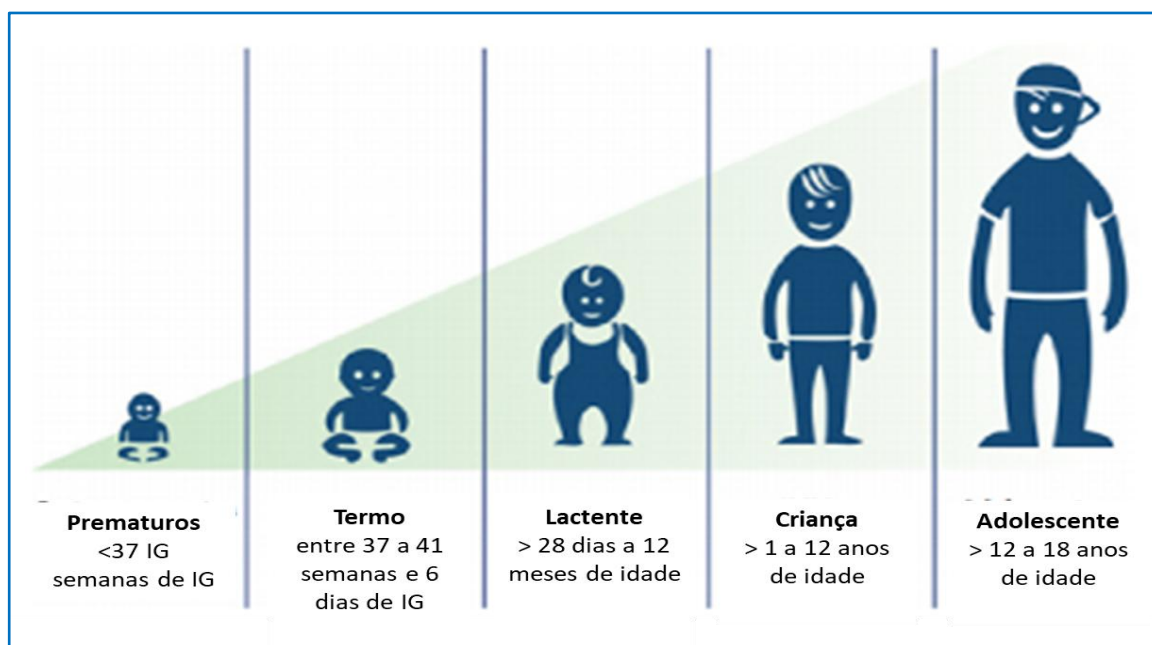 Prematuros
<37 IG
semanas de IG
Termo
entre 37 a 41
semanas e 6
dias de IG
Lactente
> 28 dias a 12
meses de idade
Criança
> 1 a 12 anos
de idade
Adolescente
> 12 a 18 anos
de idade